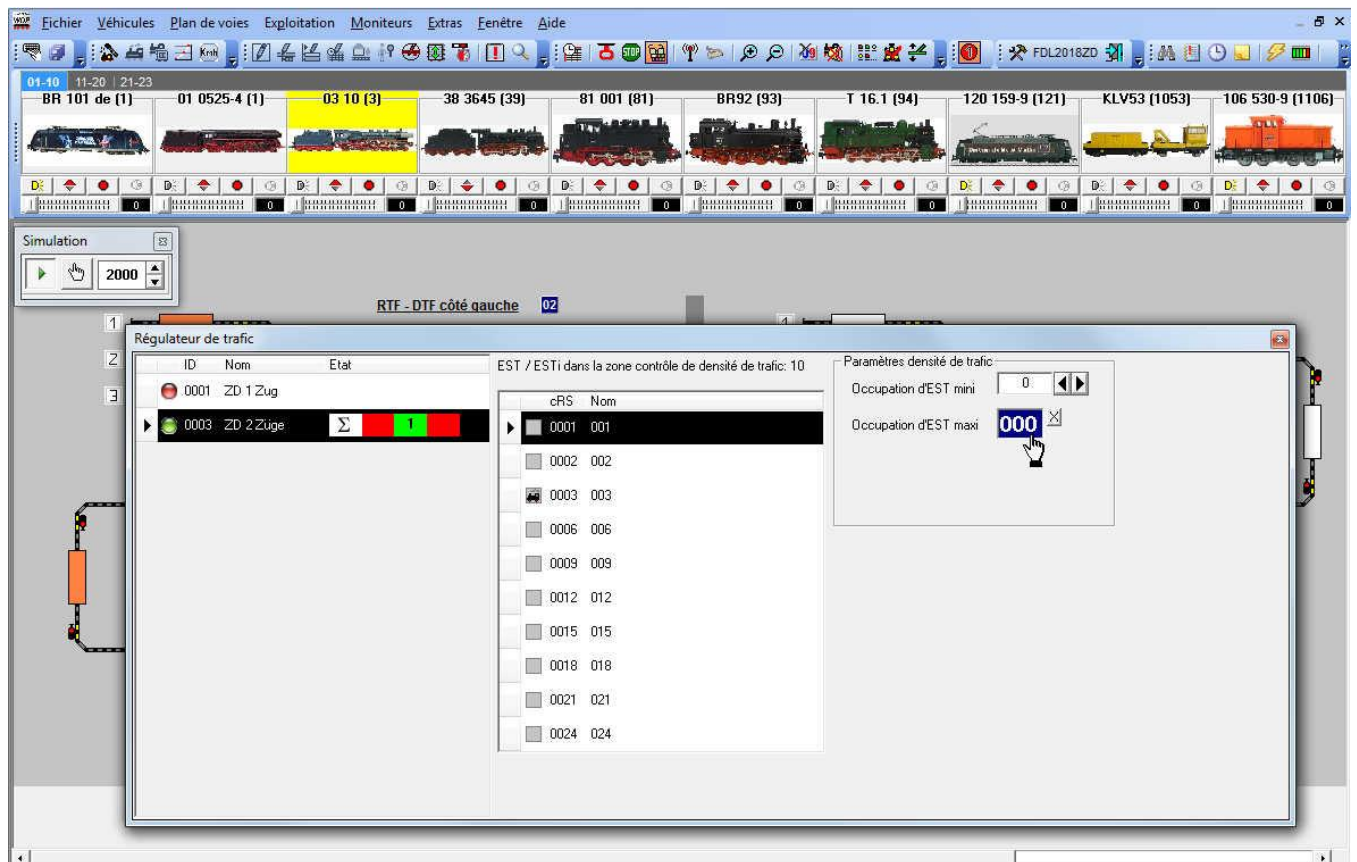 Fichier Véhicules Plan de voies Exploitation Moniteurs Extras Fenêtre Aide
Kmh STOP FDL2018ZD
01-10 11-20 21-23
BR 101 de (1) 01 0525-4 (1) 03 10 (3) 38 3645 (39) 81 001 (81) BR92 (93) T 16.1 (94) 120 159-9 (121) KLV53 (1053) 106 530-9 (1106)
0 0 0 0 0 0 0 0 0 0
Simulation
2000
RTF - DTF côté gauche 02
1
2
3
Régulateur de trafic
ID Nom Etat
0001 ZD 1 Zug
0003 ZD 2 Züge Σ 1
EST / ESTi dans la zone contrôle de densité de trafic: 10
cRS Nom
0001 001
0002 002
0003 003
0006 006
0009 009
0012 012
0015 015
0018 018
0021 021
0024 024
Paramètres densité de trafic
Occupation d'EST mini 0
Occupation d'EST maxi 000 X